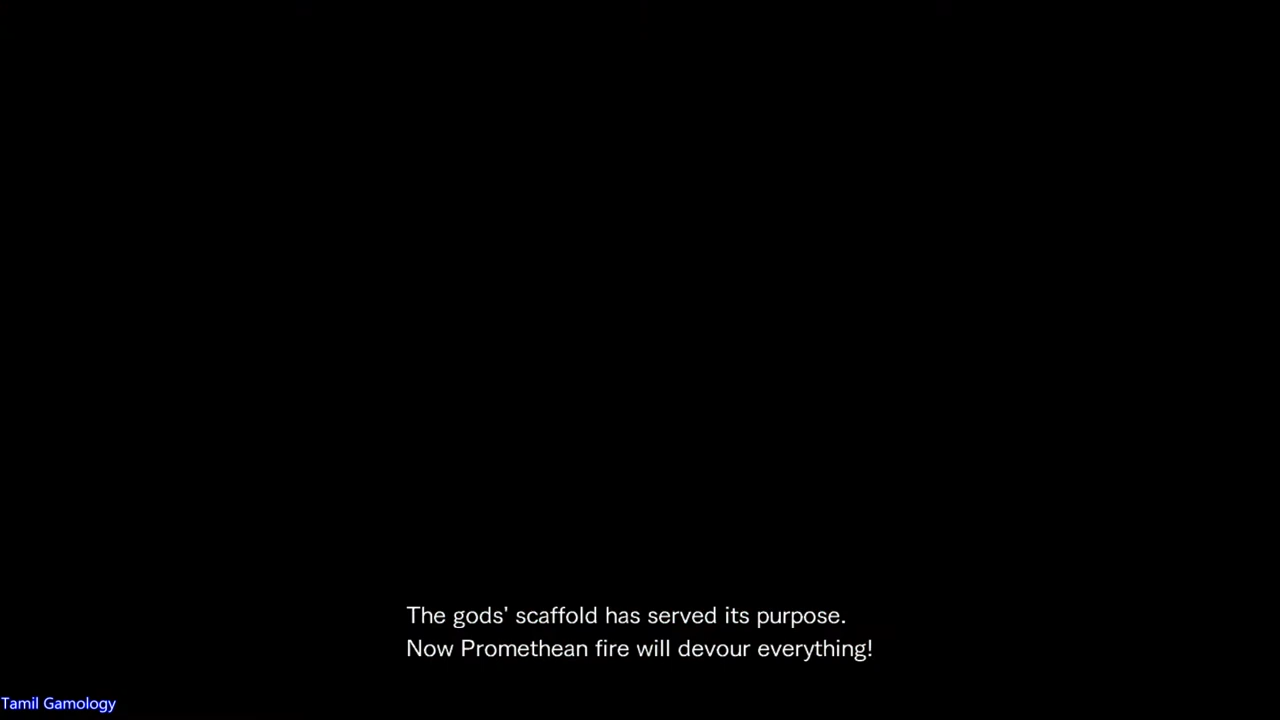 The gods' scaffold has served its purpose.
Now Promethean fire will devour everything!
Tamil Gamology